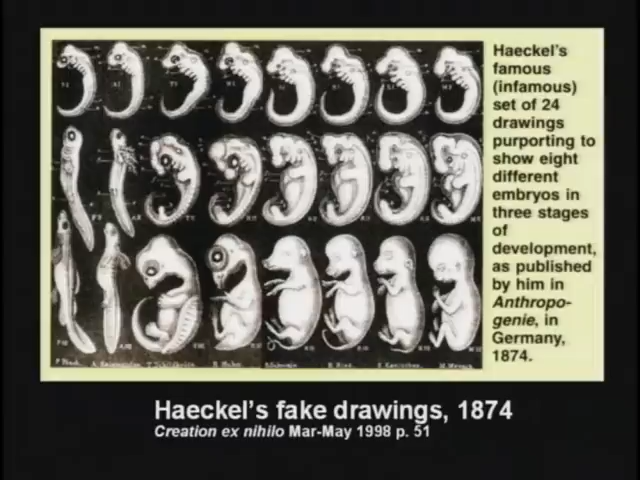 Haeckel's
famous
(infamous)
set of 24
drawings
purporting to
show eight
different
embryos in
three stages
of
development,
as published
by him in
Anthropo-
genie, in
Germany,
1874.
Haeckel's fake drawings, 1874
Creation ex nihilo Mar-May 1998 p. 51